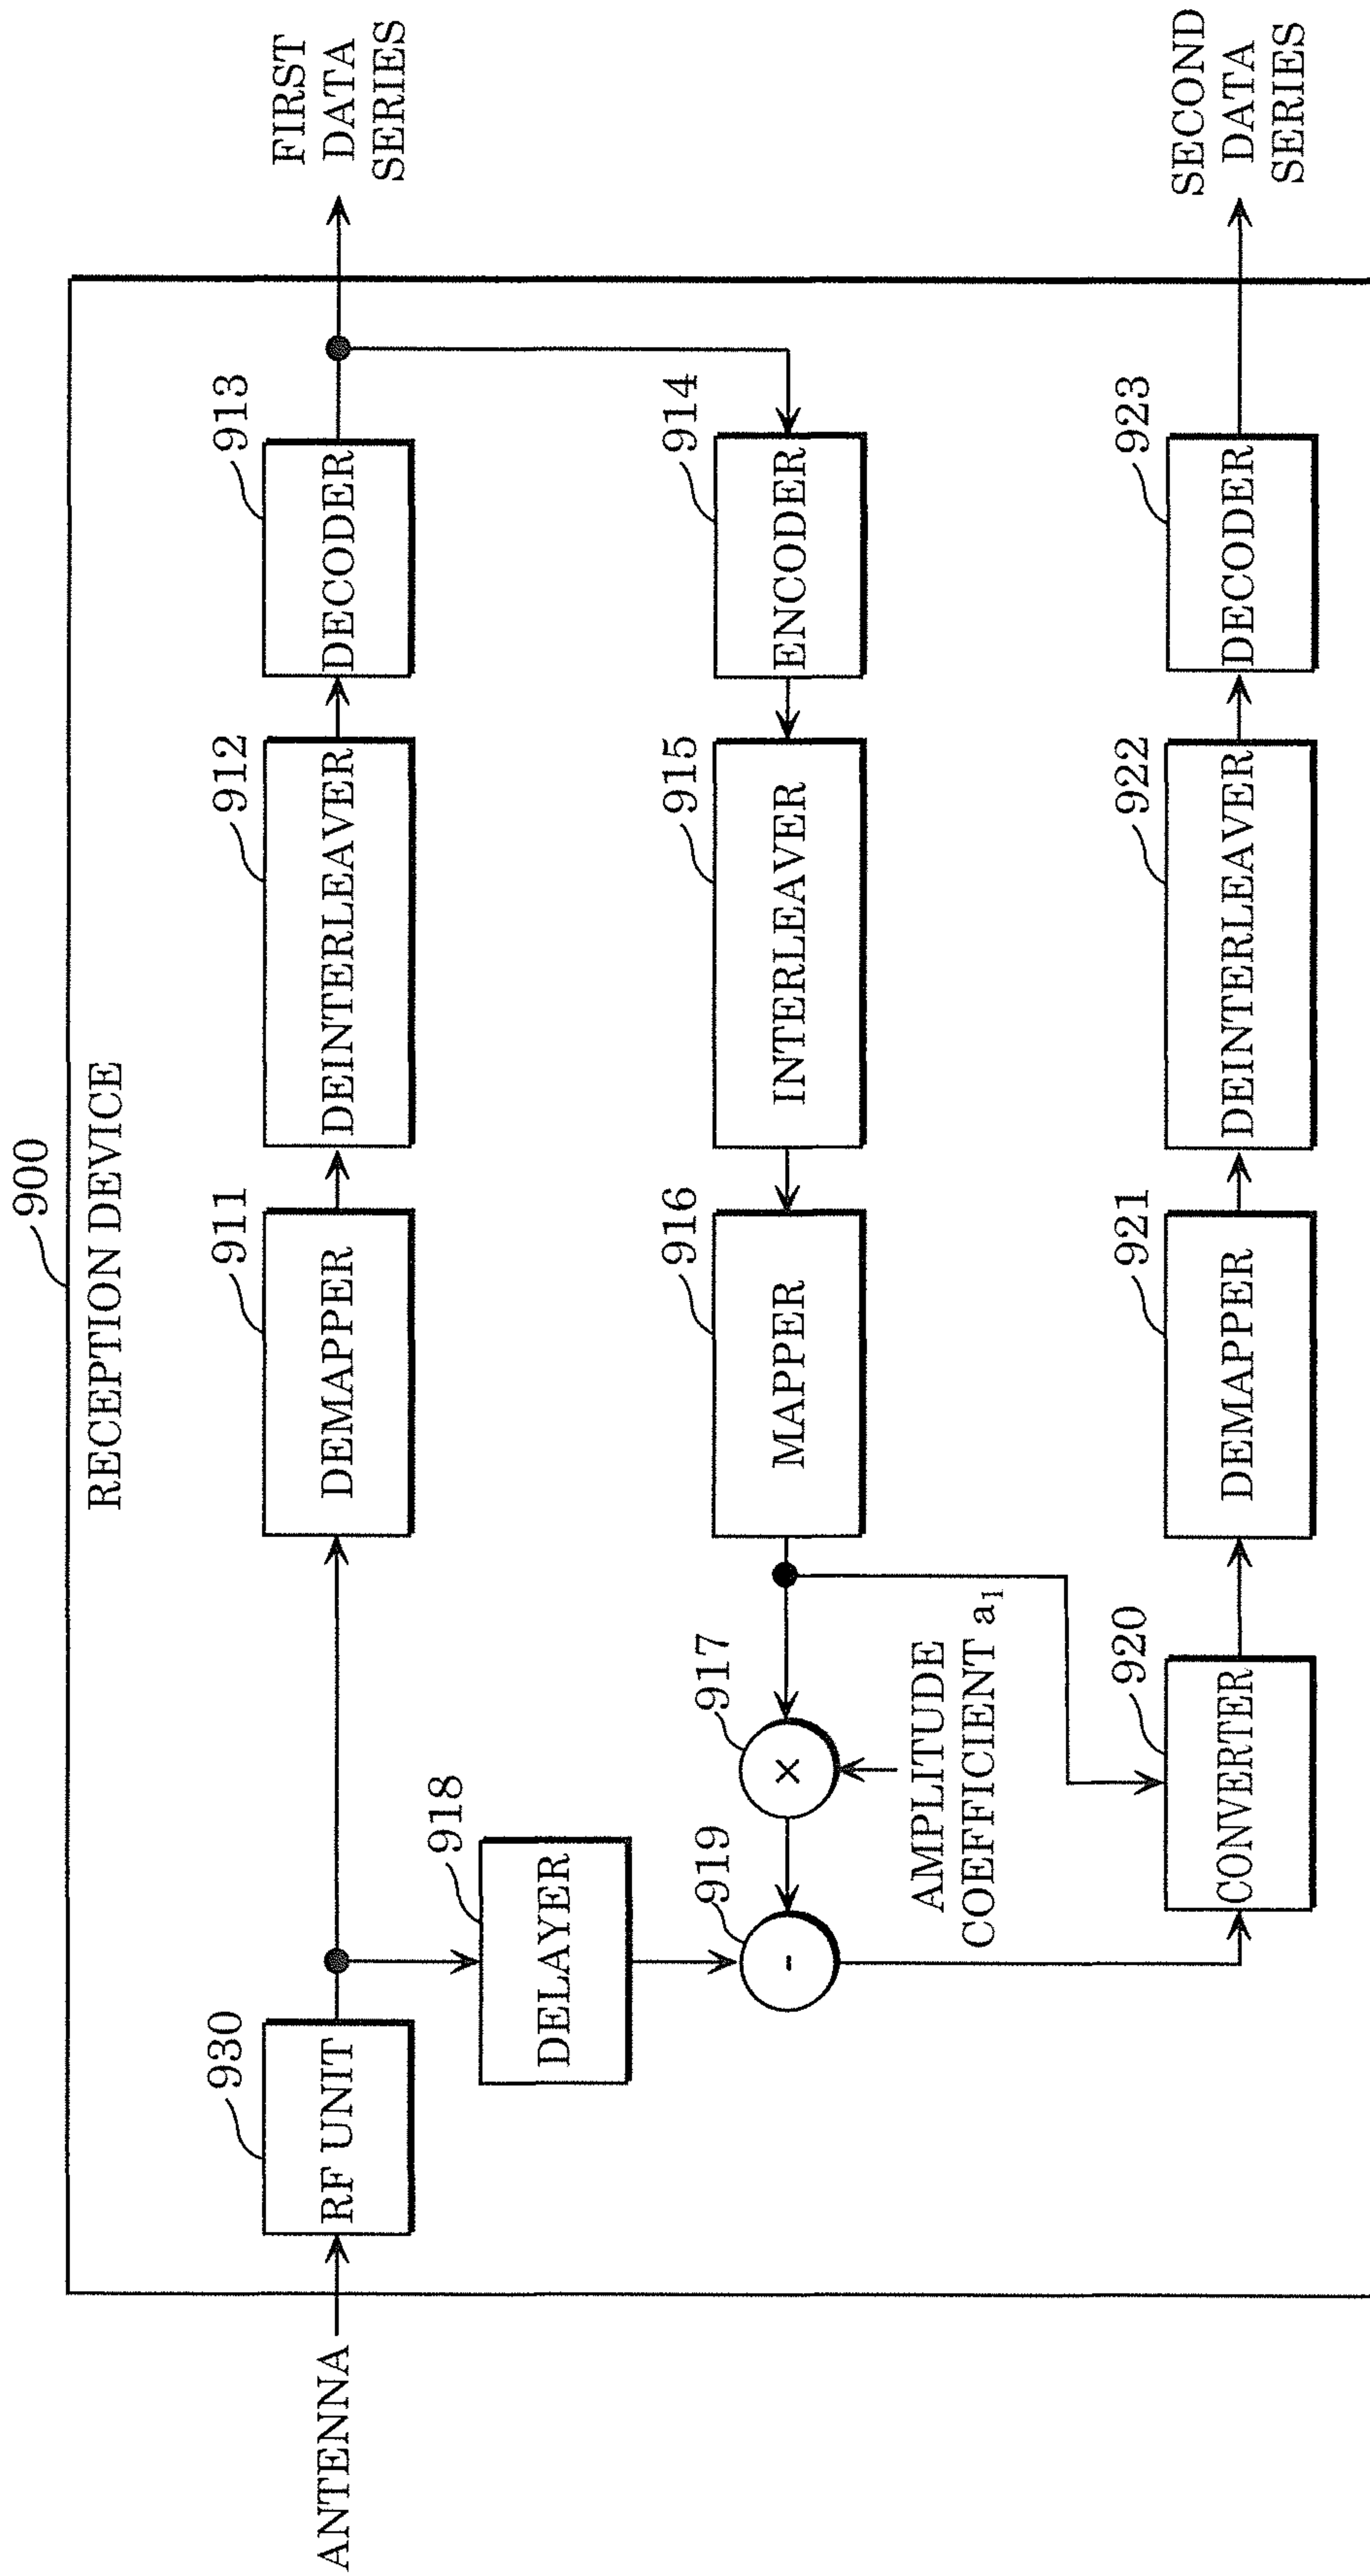 900
RECEPTION DEVICE
ANTENNA
930
RF UNIT
911
DEMAPPER
912
DEINTERLEAVER
913
DECODER
FIRST
DATA
SERIES
918
DELAYER
919
-
917
×
AMPLITUDE
COEFFICIENT a₁
916
MAPPER
915
INTERLEAVER
914
ENCODER
920
CONVERTER
921
DEMAPPER
922
DEINTERLEAVER
923
DECODER
SECOND
DATA
SERIES